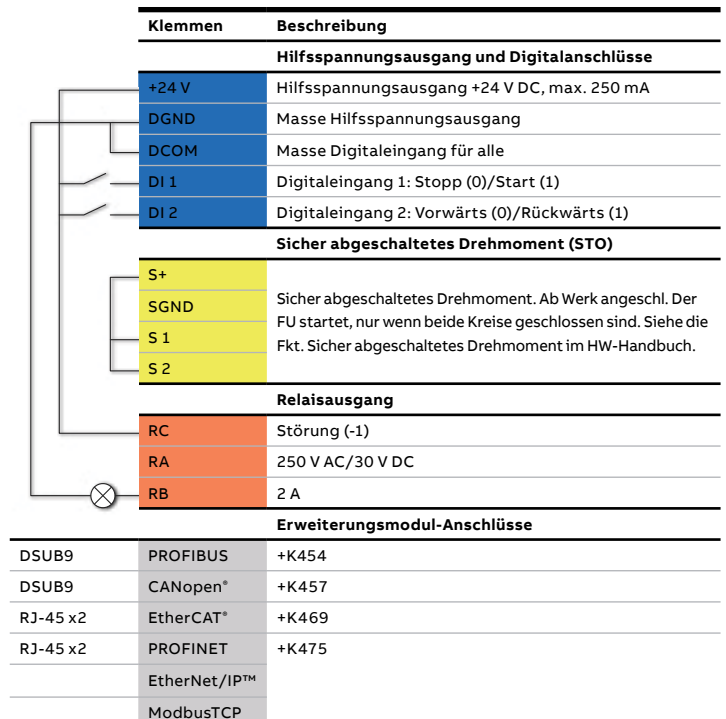 Klemmen Beschreibung
Hilfsspannungsausgang und Digitalanschlüsse
+24 V Hilfsspannungsausgang +24 V DC, max. 250 mA
DGND Masse Hilfsspannungsausgang
DCOM Masse Digitaleingang für alle
DI 1 Digitaleingang 1: Stopp (0)/Start (1)
DI 2 Digitaleingang 2: Vorwärts (0)/Rückwärts (1)
Sicher abgeschaltetes Drehmoment (STO)
S+
SGND
S 1
S 2
Sicher abgeschaltetes Drehmoment. Ab Werk angeschl. Der
FU startet, nur wenn beide Kreise geschlossen sind. Siehe die
Fkt. Sicher abgeschaltetes Drehmoment im HW-Handbuch.
Relaisausgang
RC Störung (-1)
RA 250 V AC/30 V DC
RB 2 A
Erweiterungsmodul-Anschlüsse
DSUB9 PROFIBUS +K454
DSUB9 CANopen® +K457
RJ-45 x2 EtherCAT® +K469
RJ-45 x2 PROFINET +K475
EtherNet/IP™
ModbusTCP